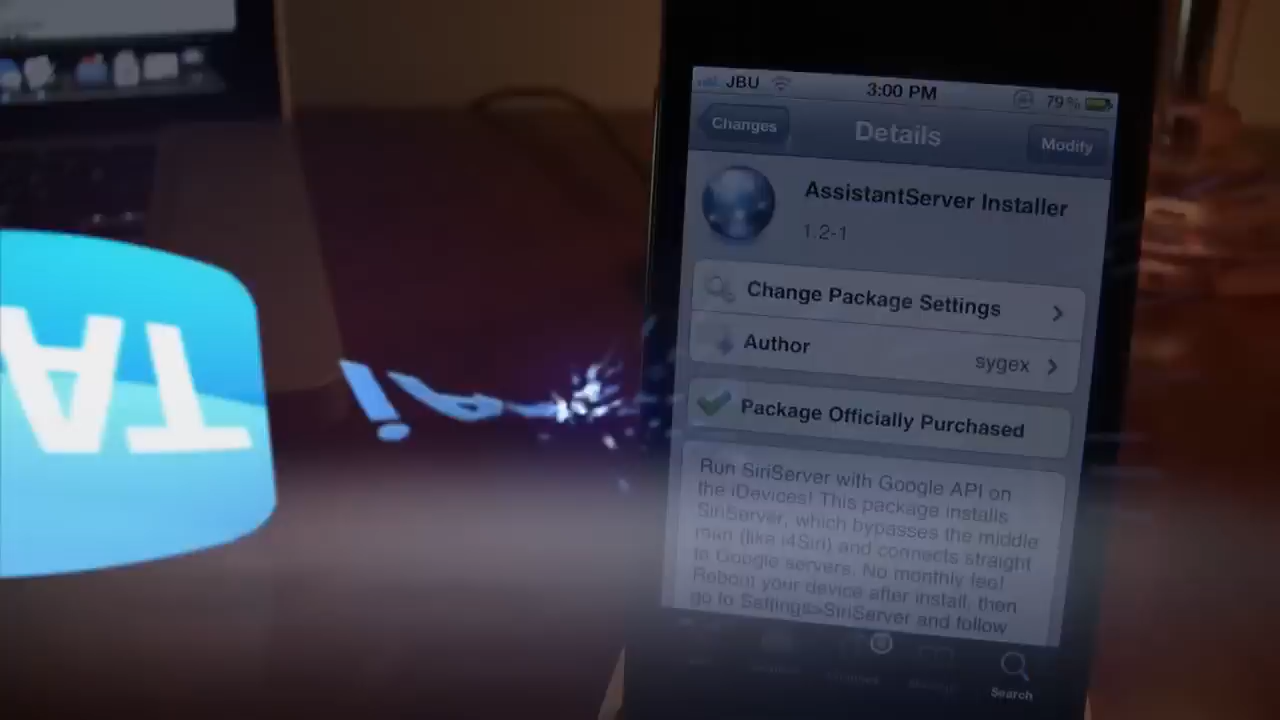 JBU
3:00 PM
79%
Changes
Details
Modify
AssistantServer Installer
1.2-1
Change Package Settings
Author
sygex
Package Officially Purchased
Run SiriServer with Google API on
the iDevices! This package installs
SiriServer, which bypasses the middle
man (like i4Siri) and connects straight
to Google servers. No monthly fee!
Reboot your device after install, then
go to Settings>SiriServer and follow
Search
TA